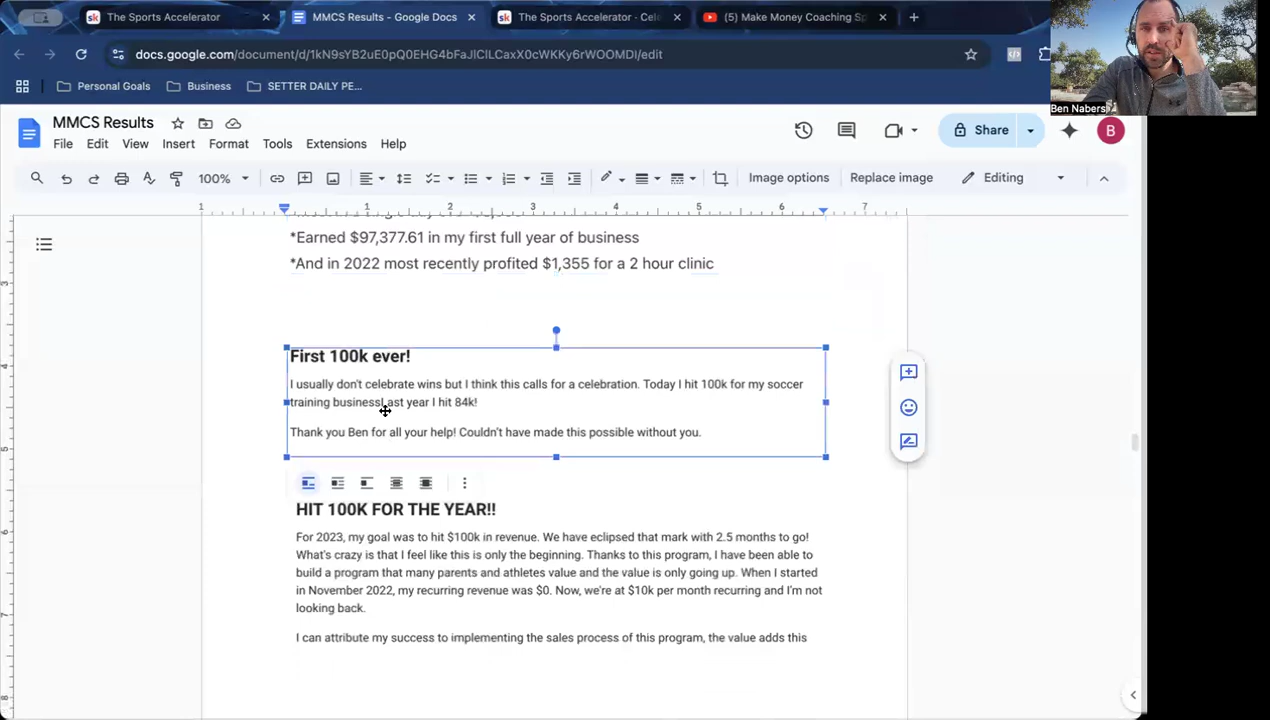 The Sports Accelerator
MMCS Results - Google Docs
The Sports Accelerator - Cele
(5) Make Money Coaching Sp
docs.google.com/document/d/1kN9sYB2uE0pQ0EHG4bFaJlClLCaxX0cWKKy6rWOOMDI/edit
Personal Goals
Business
SETTER DAILY PE...
Ben Nabers
MMCS Results
File Edit View Insert Format Tools Extensions Help
Share
B
100%
Image options
Replace image
Editing
1 1 2 3 4 5 6 7
*Earned $97,377.61 in my first full year of business
*And in 2022 most recently profited $1,355 for a 2 hour clinic
First 100k ever!
I usually don't celebrate wins but I think this calls for a celebration. Today I hit 100k for my soccer
training business Last year I hit 84k!
Thank you Ben for all your help! Couldn't have made this possible without you.
HIT 100K FOR THE YEAR!!
For 2023, my goal was to hit $100k in revenue. We have eclipsed that mark with 2.5 months to go!
What's crazy is that I feel like this is only the beginning. Thanks to this program, I have been able to
build a program that many parents and athletes value and the value is only going up. When I started
in November 2022, my recurring revenue was $0. Now, we're at $10k per month recurring and I'm not
looking back.
I can attribute my success to implementing the sales process of this program, the value adds this